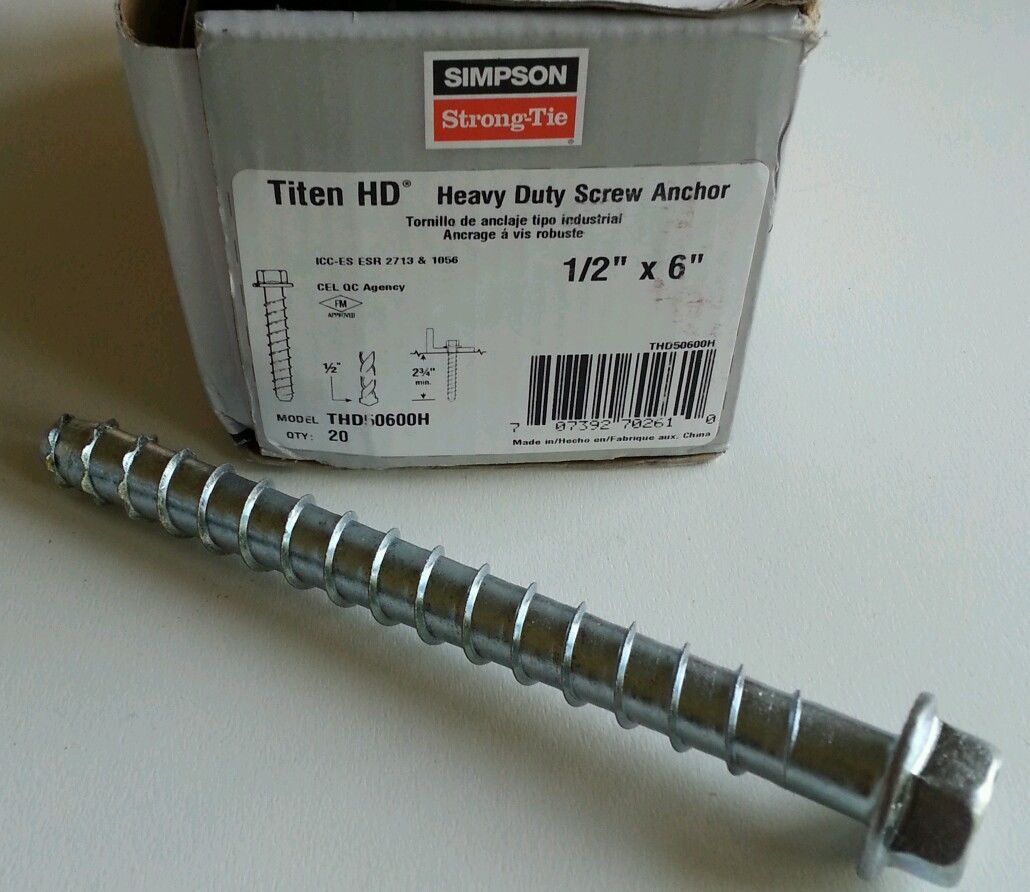 SIMPSON
Strong-Tie
®
Titen HD® Heavy Duty Screw Anchor
Tornillo de anclaje tipo industrial
Ancrage á vis robuste
ICC-ES ESR 2713 & 1056
1/2" x 6"
CEL QC Agency
FM
APPROVED
THD50600H
½"
2¾"
min.
MODEL THD50600H
QTY: 20
7 07392 70261 0
Made in/Hecho en/Fabrique aux. China